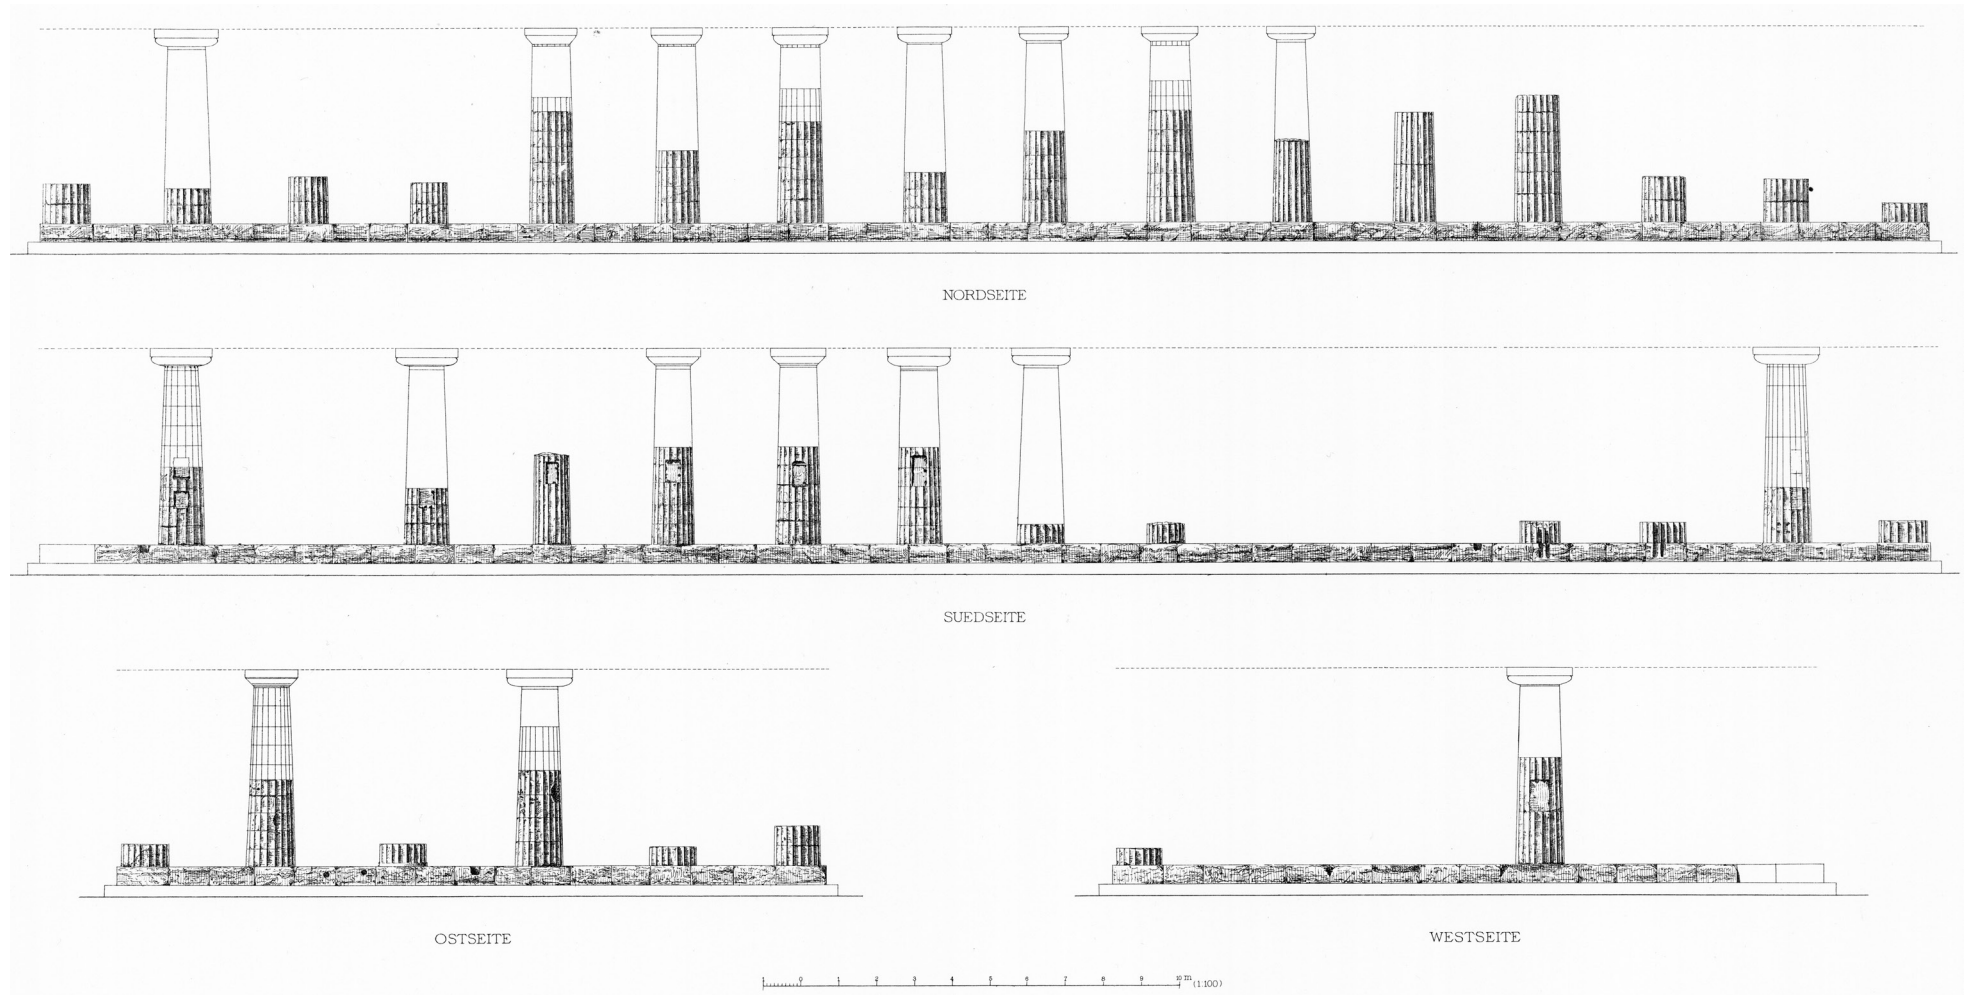 NORDSEITE
SUEDSEITE
OSTSEITE
WESTSEITE
1 0 1 2 3 4 5 6 7 8 9 10 m (1:100)